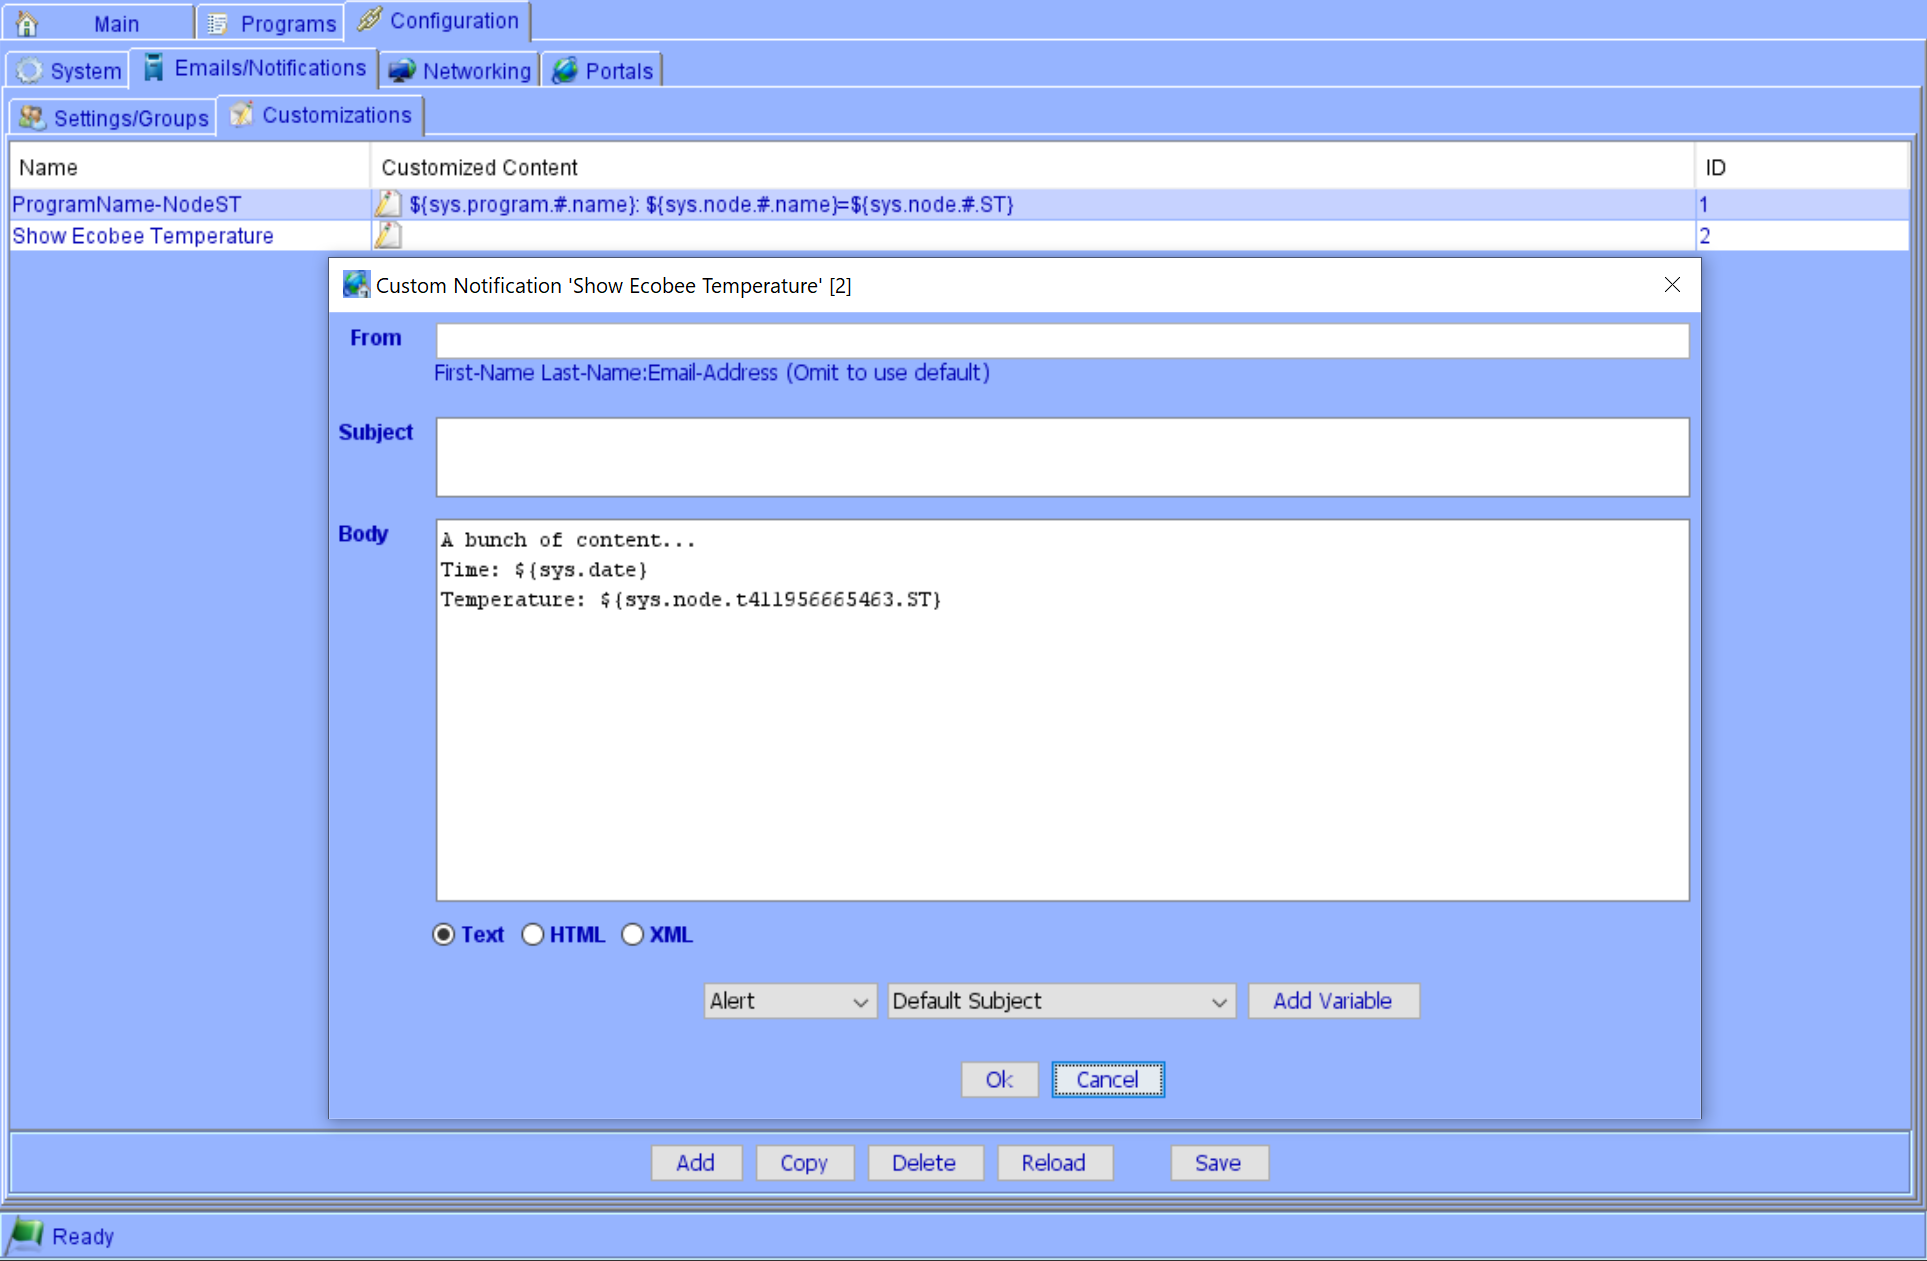 Main Programs Configuration
System Emails/Notifications Networking Portals
Settings/Groups Customizations
Name Customized Content ID
ProgramName-NodeST ${sys.program.#.name}: ${sys.node.#.name}=${sys.node.#.ST} 1
Show Ecobee Temperature 2
Custom Notification 'Show Ecobee Temperature' [2]
From
First-Name Last-Name:Email-Address (Omit to use default)
Subject
Body
A bunch of content...
Time: ${sys.date}
Temperature: ${sys.node.t411956665463.ST}
Text HTML XML
Alert Default Subject Add Variable
Ok Cancel
Add Copy Delete Reload Save
Ready